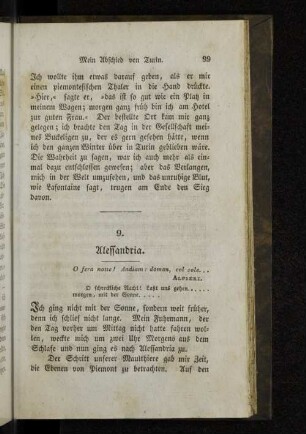 Mein Abschied von Turin. 99
Ich wollte ihm etwas darauf geben, als er mir
einen piemontesischen Thaler in die Hand drückte.
»Hier,« sagte er, »das ist so gut wie ein Platz in
meinem Wagen; morgen ganz früh bin ich am Hotel
zur guten Frau.« Der bestellte Ort kam mir ganz
gelegen; ich brachte den Tag in der Gesellschaft mei-
nes Bucheligen zu, der es gern gesehen hätte, wenn
ich den ganzen Winter über in Turin geblieben wäre.
Die Wahrheit zu sagen, war ich auch mehr als ein-
mal dazu entschlossen gewesen; aber das Verlangen,
mich in der Welt umzusehen, und das unruhige Blut,
wie Lafontaine sagt, trugen am Ende den Sieg
davon.
9.
Alessandria.
O fera notte! Andiam: doman, col sole...
Alfieri.
O schreckliche Nacht! Laßt uns gehen.....
morgen, mit der Sonne. ....
Ich ging nicht mit der Sonne, sondern weit früher,
denn ich schlief nicht lange. Mein Fuhrmann, der
den Tag vorher um Mittag nicht hatte fahren wol-
len, weckte mich um zwei Uhr Morgens aus dem
Schlafe und nun ging es nach Alessandria zu.
Der Schritt unserer Maulthiere gab mir Zeit,
die Ebenen von Piemont zu betrachten. Auf den